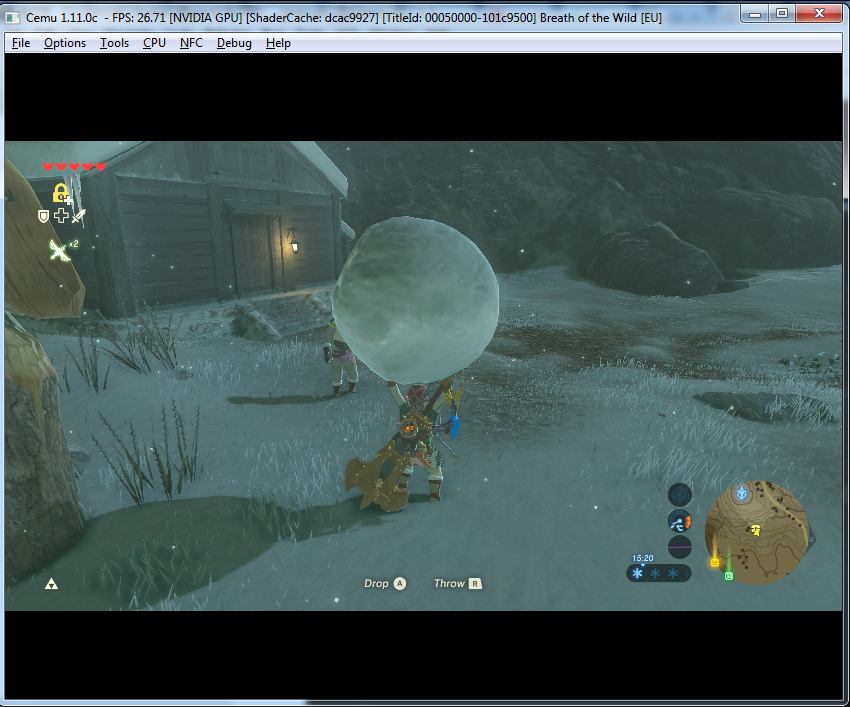 Cemu 1.11.0c - FPS: 26.71 [NVIDIA GPU] [ShaderCache: dcac9927] [TitleId: 00050000-101c9500] Breath of the Wild [EU]
File Options Tools CPU NFC Debug Help
×2
15:20
Drop A Throw R